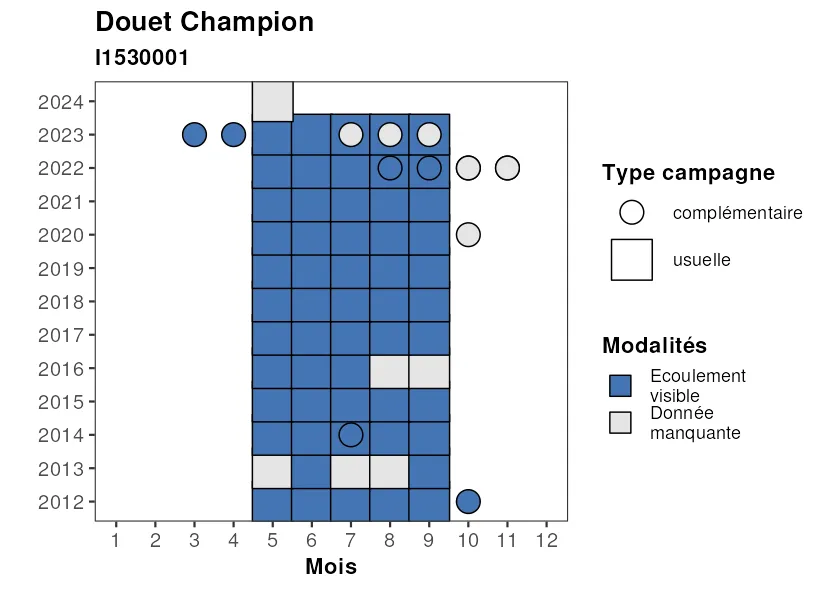 Douet Champion
I1530001
2024
2023
2022
2021
2020
2019
2018
2017
2016
2015
2014
2013
2012
1 2 3 4 5 6 7 8 9 10 11 12
Mois
Type campagne
complémentaire
usuelle
Modalités
Ecoulement
visible
Donnée
manquante